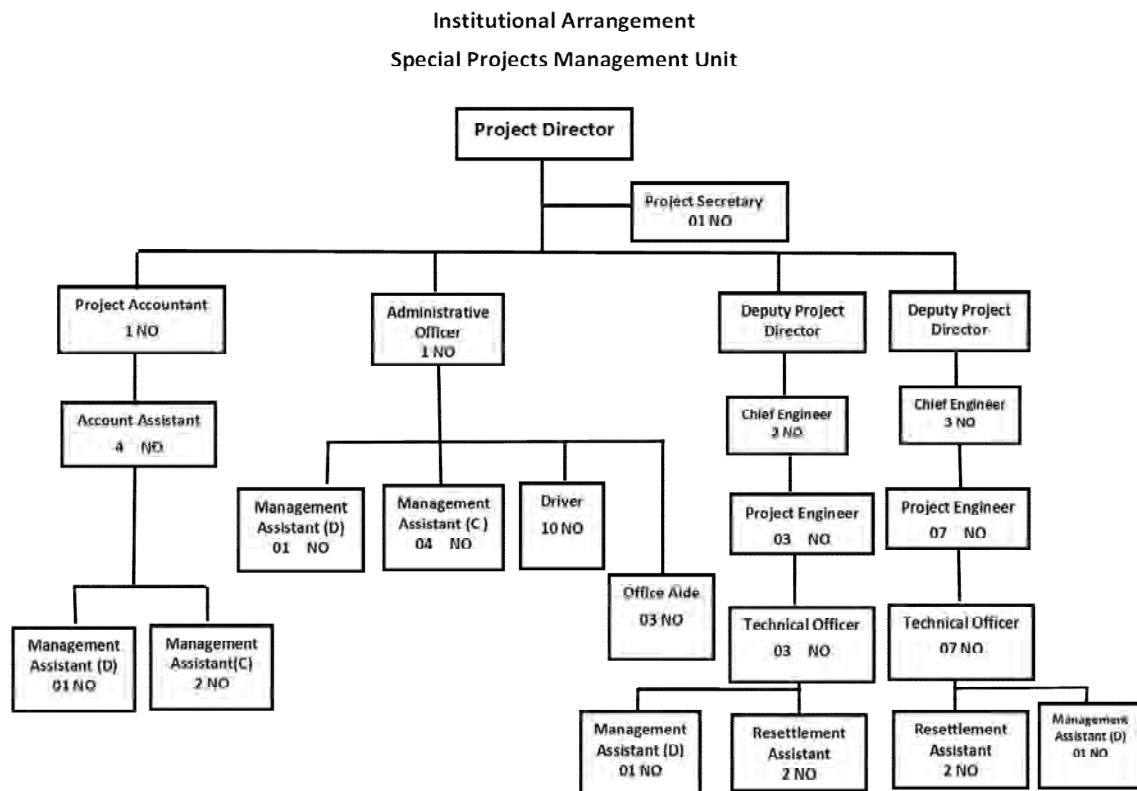 Institutional Arrangement
Special Projects Management Unit
Project Director
Project Secretary
01 NO
Project Accountant
1 NO
Administrative
Officer
1 NO
Deputy Project
Director
Deputy Project
Director
Account Assistant
4 NO
Chief Engineer
2 NO
Chief Engineer
3 NO
Management
Assistant (D)
01 NO
Management
Assistant (C)
04 NO
Driver
10 NO
Project Engineer
03 NO
Project Engineer
07 NO
Office Aide
03 NO
Technical Officer
03 NO
Technical Officer
07 NO
Management
Assistant (D)
01 NO
Management
Assistant(C)
2 NO
Management
Assistant (D)
01 NO
Resettlement
Assistant
2 NO
Resettlement
Assistant
2 NO
Management
Assistant (D)
01 NO